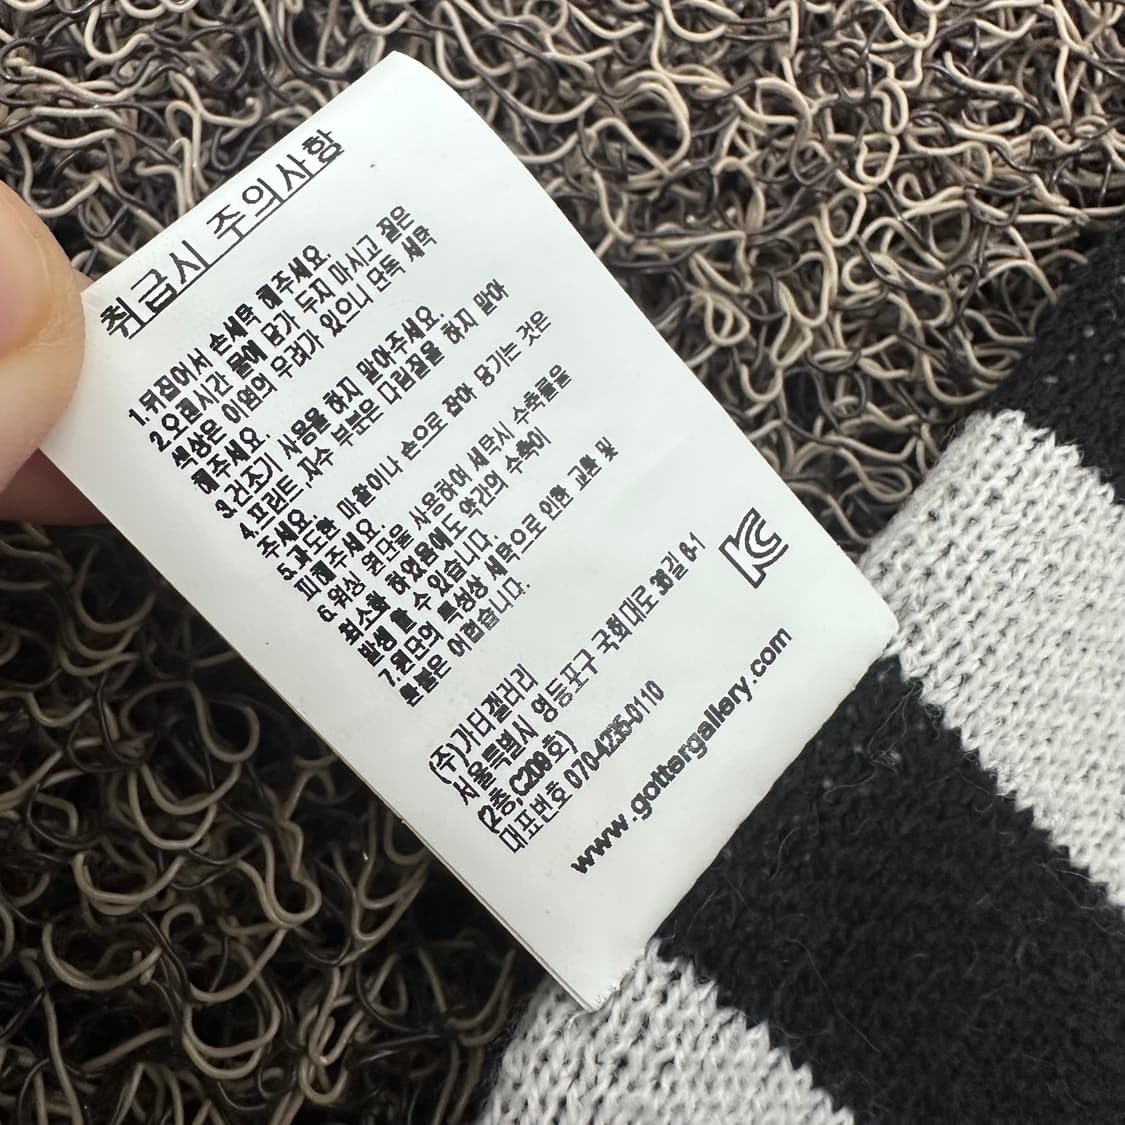 취급시 주의사항
1.뒤집어서 손세탁 해주세요.
2.오랜시간 물에 담가 두지 마시고 짙은
색상은 이염의 우려가 있으니 단독 세탁
해주세요.
3.건조기 사용을 하지 말아주세요.
4.프린트,자수 부분은 다림질을 하지 말아
주세요.
5.과도한 마찰이나 손으로 잡아 당기는 것은
피해주세요.
6.워싱 원단을 사용하여 세탁시 수축률을
최소화 하였음에도 약간의 수축이
발생 할 수 있습니다.
7.원단의 특성상 세탁으로 인한 교환 및
환불은 어렵습니다.
(주)가터갤러리
서울특별시 영등포구 국회대로 36길 6-1
(2층,C209호)
대표번호 070-4235-0110
KC
www.gottergallery.com